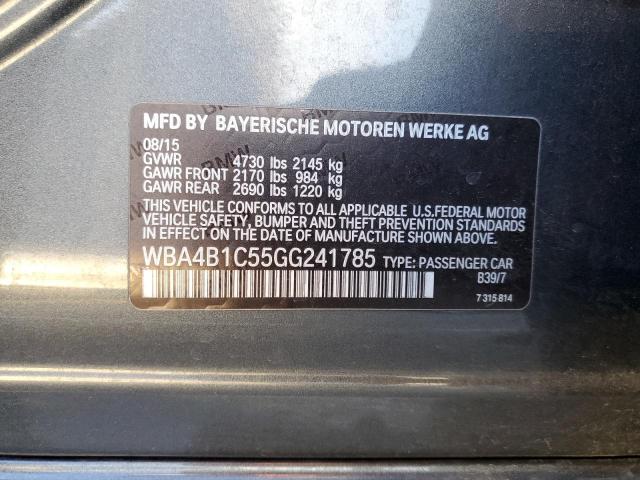 MFD BY BAYERISCHE MOTOREN WERKE AG
08/15
GVWR 4730 lbs 2145 kg
GAWR FRONT 2170 lbs 984 kg
GAWR REAR 2690 lbs 1220 kg
THIS VEHICLE CONFORMS TO ALL APPLICABLE U.S.FEDERAL MOTOR
VEHICLE SAFETY, BUMPER AND THEFT PREVENTION STANDARDS
IN EFFECT ON THE DATE OF MANUFACTURE SHOWN ABOVE.
WBA4B1C55GG241785 TYPE: PASSENGER CAR
B39/7
7 315 814